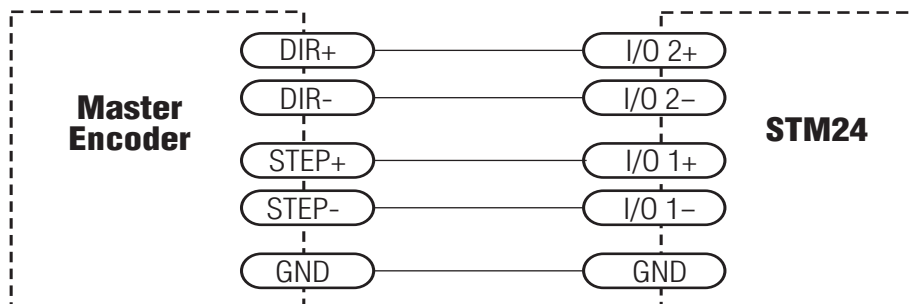 DIR+ I/O 2+
DIR- I/O 2–
Master
Encoder
STM24
STEP+ I/O 1+
STEP- I/O 1–
GND GND